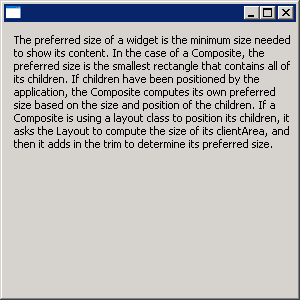 The preferred size of a widget is the minimum size needed
to show its content. In the case of a Composite, the
preferred size is the smallest rectangle that contains all of
its children. If children have been positioned by the
application, the Composite computes its own preferred
size based on the size and position of the children. If a
Composite is using a layout class to position its children, it
asks the Layout to compute the size of its clientArea, and
then it adds in the trim to determine its preferred size.